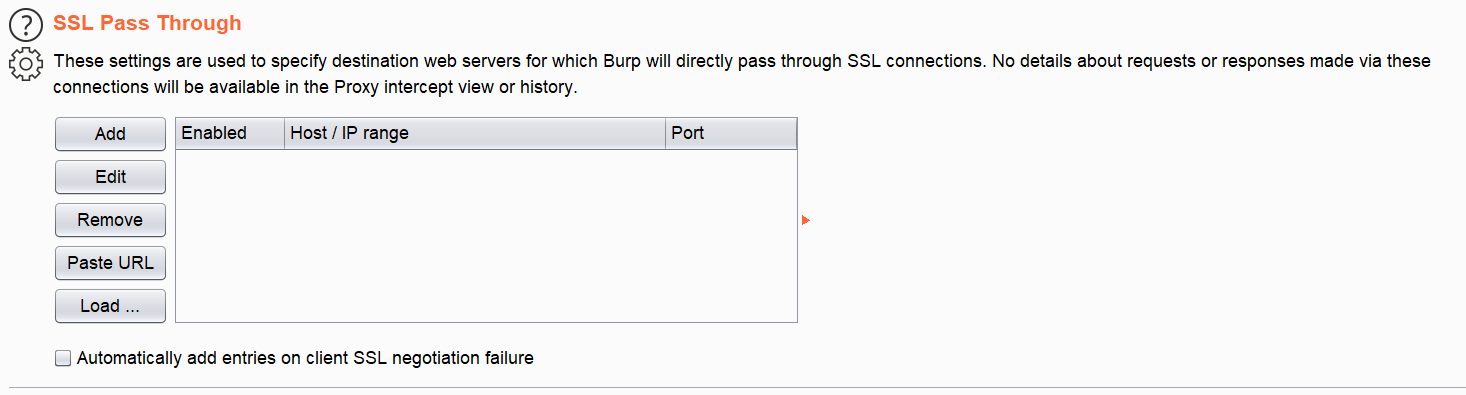 SSL Pass Through
These settings are used to specify destination web servers for which Burp will directly pass through SSL connections. No details about requests or responses made via these
connections will be available in the Proxy intercept view or history.
Add
Enabled Host / IP range Port
Edit
Remove
Paste URL
Load ...
Automatically add entries on client SSL negotiation failure